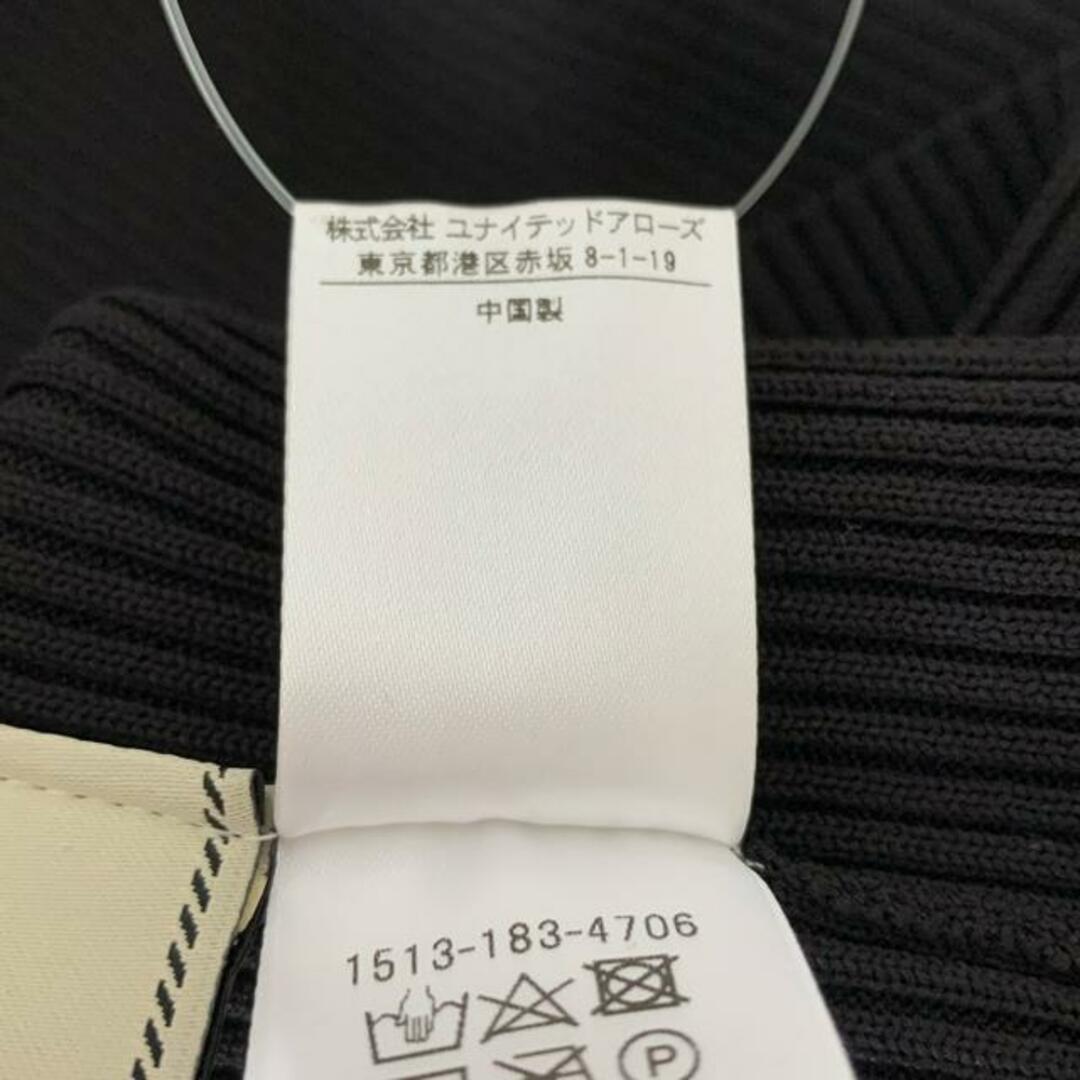 株式会社 ユナイテッドアローズ
東京都港区赤坂 8-1-19
中国製
1513-183-4706
P